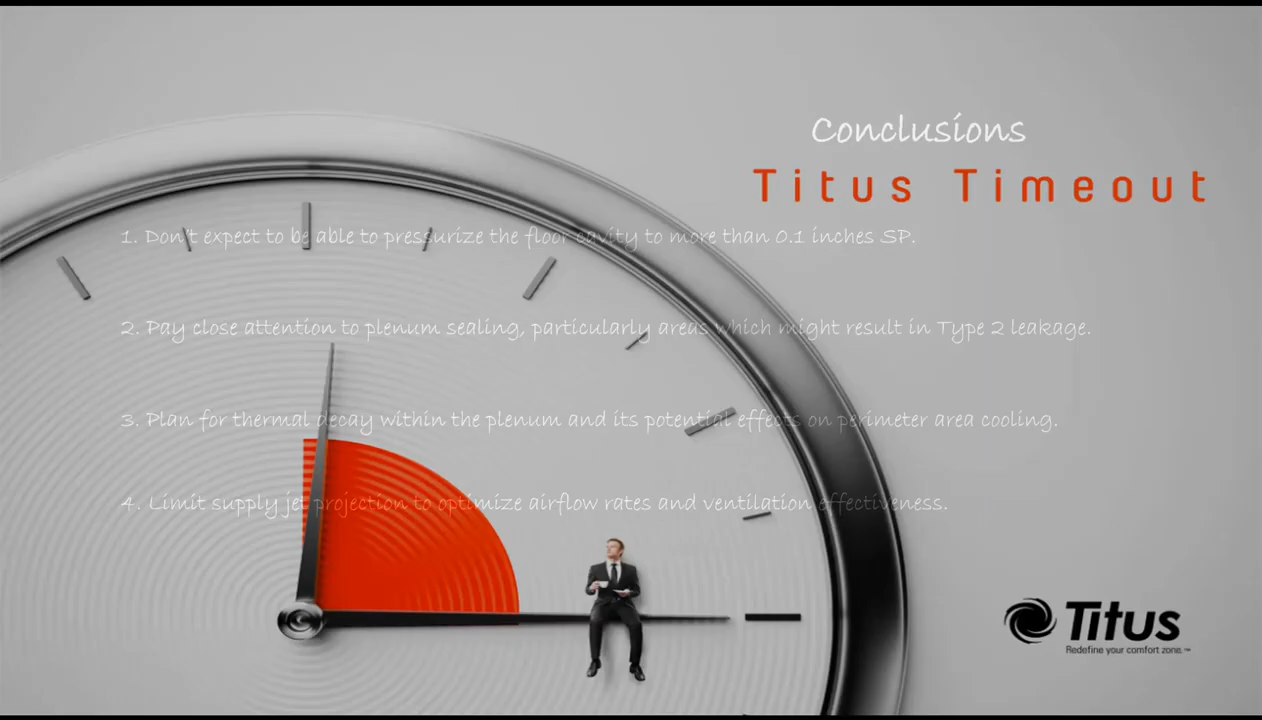 Conclusions
Titus Timeout
1. Don't expect to be able to pressurize the floor cavity to more than 0.1 inches SP.
2. Pay close attention to plenum sealing, particularly areas which might result in Type 2 leakage.
3. Plan for thermal decay within the plenum and its potential effects on perimeter area cooling.
4. Limit supply jet projection to optimize airflow rates and ventilation effectiveness.
Titus
Redefine your comfort zone.™